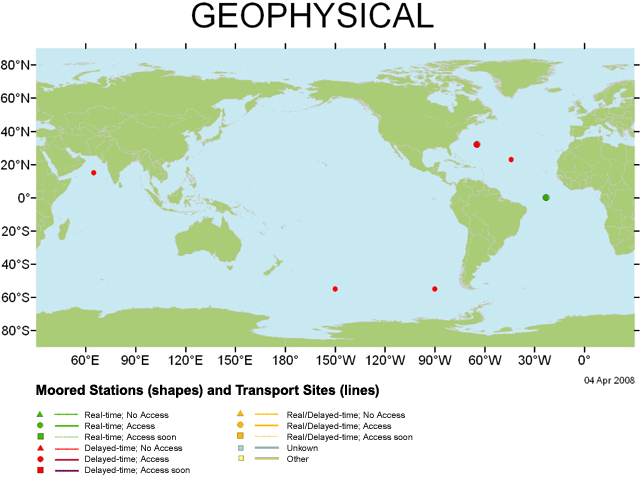 GEOPHYSICAL
80°N
60°N
40°N
20°N
0°
20°S
40°S
60°S
80°S
60°E 90°E 120°E 150°E 180° 150°W 120°W 90°W 60°W 30°W 0°
04 Apr 2008
Moored Stations (shapes) and Transport Sites (lines)
Real-time; No Access
Real-time; Access
Real-time; Access soon
Delayed-time; No Access
Delayed-time; Access
Delayed-time; Access soon
Real/Delayed-time; No Access
Real/Delayed-time; Access
Real/Delayed-time; Access soon
Unkown
Other